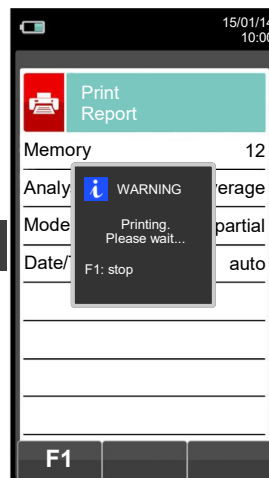 15/01/14
10:00
Print
Report
Memory 12
Analy verage
Mode partial
Date/ auto
WARNING
Printing.
Please wait...
F1: stop
F1